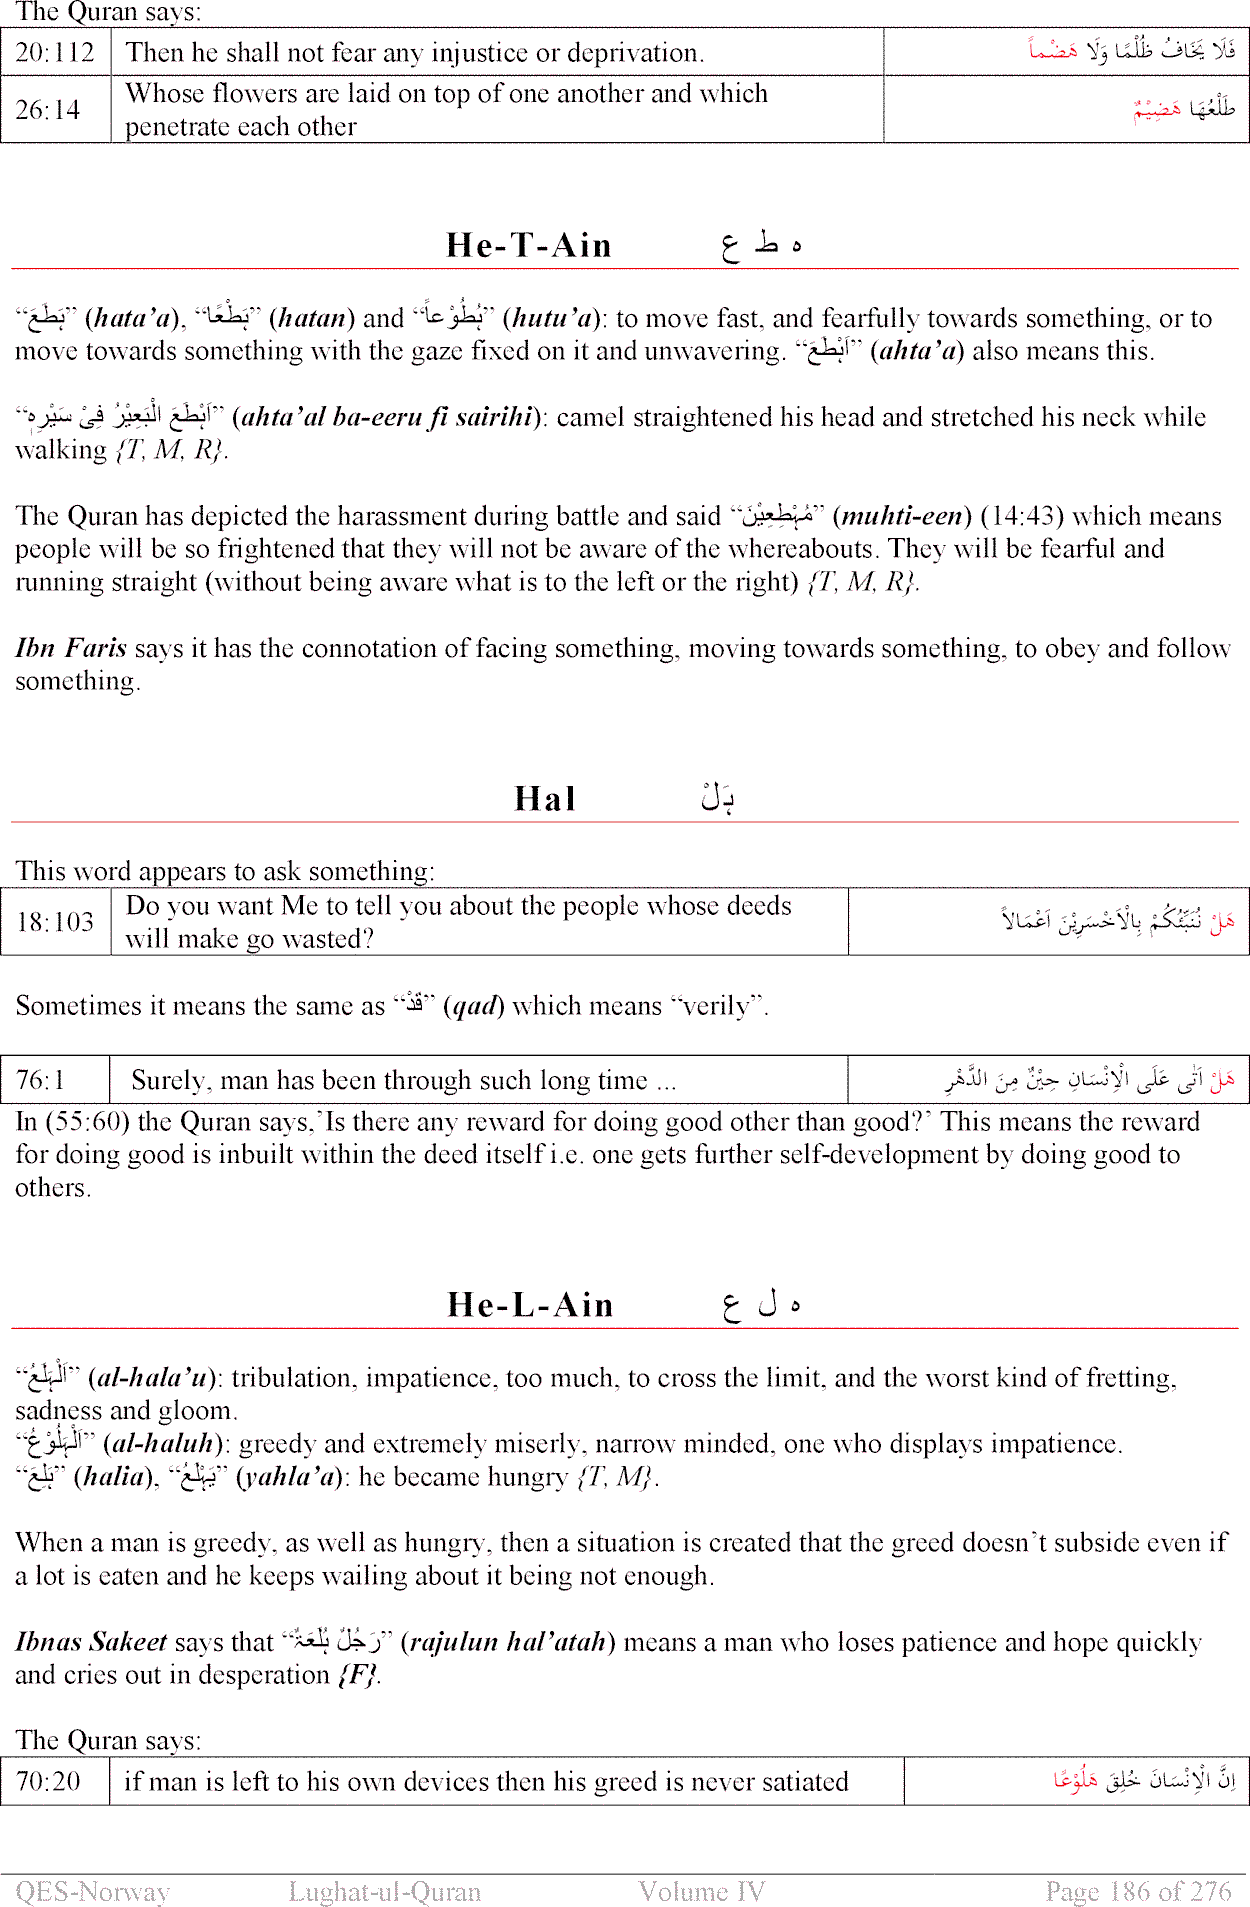 The Quran says:
20:112 Then he shall not fear any injustice or deprivation. فَلَا يَخَافُ ظُلْمًا وَلَا هَضْماً
26:14 Whose flowers are laid on top of one another and which
penetrate each other طَلْعُهَا هَضِيْمٌ
He-T-Ain ه ط ع
“ہَطَعَ” (hata’a), “ہَطْعًا” (hatan) and “ہُطُوْعاً” (hutu’a): to move fast, and fearfully towards something, or to
move towards something with the gaze fixed on it and unwavering. “اَہْطَعَ” (ahta’a) also means this.
“اَہْطَعَ الْبَعِيْرُ فِیْ سَيْرِہٖ” (ahta’al ba-eeru fi sairihi): camel straightened his head and stretched his neck while
walking {T, M, R}.
The Quran has depicted the harassment during battle and said “مُہْطِعِيْنَ” (muhti-een) (14:43) which means
people will be so frightened that they will not be aware of the whereabouts. They will be fearful and
running straight (without being aware what is to the left or the right) {T, M, R}.
Ibn Faris says it has the connotation of facing something, moving towards something, to obey and follow
something.
Hal ہَلْ
This word appears to ask something:
18:103 Do you want Me to tell you about the people whose deeds
will make go wasted? هَلْ نُنَبِّئُكُمْ بِالْاَخْسَرِيْنَ اَعْمَالاً
Sometimes it means the same as “قَدْ” (qad) which means “verily”.
76:1 Surely, man has been through such long time ... هَلْ اَتٰى عَلَى الْاِنْسَانِ حِيْنٌ مِنَ الدَّهْرِ
In (55:60) the Quran says,’Is there any reward for doing good other than good?’ This means the reward
for doing good is inbuilt within the deed itself i.e. one gets further self-development by doing good to
others.
He-L-Ain ه ل ع
“اَلْہَلَعُ” (al-hala’u): tribulation, impatience, too much, to cross the limit, and the worst kind of fretting,
sadness and gloom.
“اَلْہَلُوْعُ” (al-haluh): greedy and extremely miserly, narrow minded, one who displays impatience.
“ہَلِعَ” (halia), “يَہْلَعُ” (yahla’a): he became hungry {T, M}.
When a man is greedy, as well as hungry, then a situation is created that the greed doesn’t subside even if
a lot is eaten and he keeps wailing about it being not enough.
Ibnas Sakeet says that “رَجُلٌ ہُلَعَۃٌ” (rajulun hal’atah) means a man who loses patience and hope quickly
and cries out in desperation {F}.
The Quran says:
70:20 if man is left to his own devices then his greed is never satiated اِنَّ الْاِنْسَانَ خُلِقَ هَلُوْعًا
QES-Norway Lughat-ul-Quran Volume IV Page 186 of 276